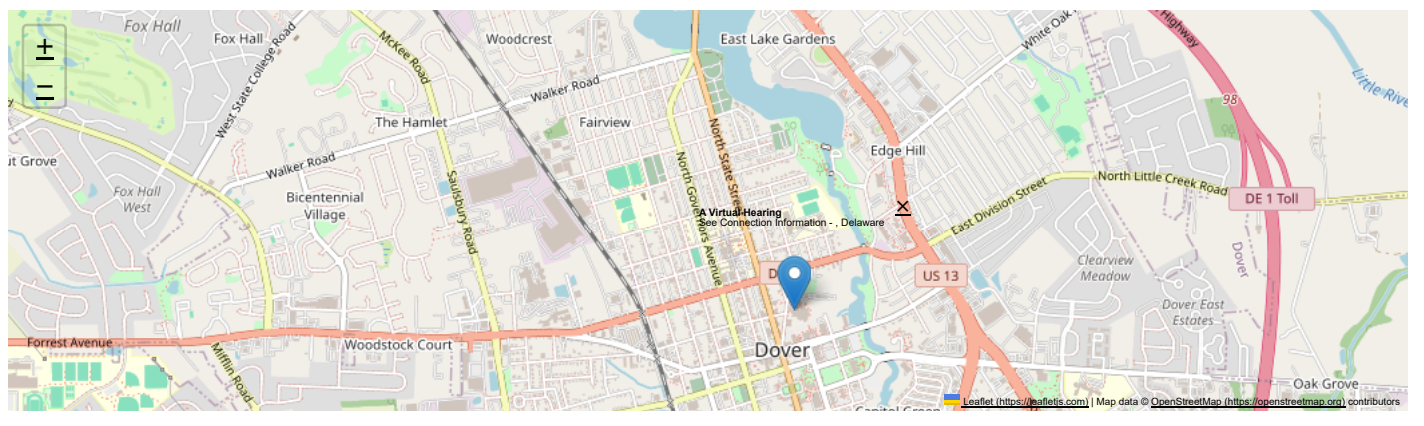 Fox Hall
Fox Hall
McKee Road
Woodcrest
East Lake Gardens
White Oak
Highway
+
−
West State College Road
Walker Road
Little Rive
98
The Hamlet
Fairview
North State Street
Edge Hill
ut Grove
Walker Road
Fox Hall
West
Bicentennial
Village
Saulsbury Road
North Governors Avenue
East Division Street
North Little Creek Road
DE 1 Toll
×
A Virtual Hearing
See Connection Information - , Delaware
Dover
Clearview
Meadow
US 13
D
Dover East
Estates
Forrest Avenue
Mifflin Road
Woodstock Court
Dover
Oak Grove
Capitol Green
Leaflet (https://leafletjs.com) | Map data © OpenStreetMap (https://openstreetmap.org) contributors